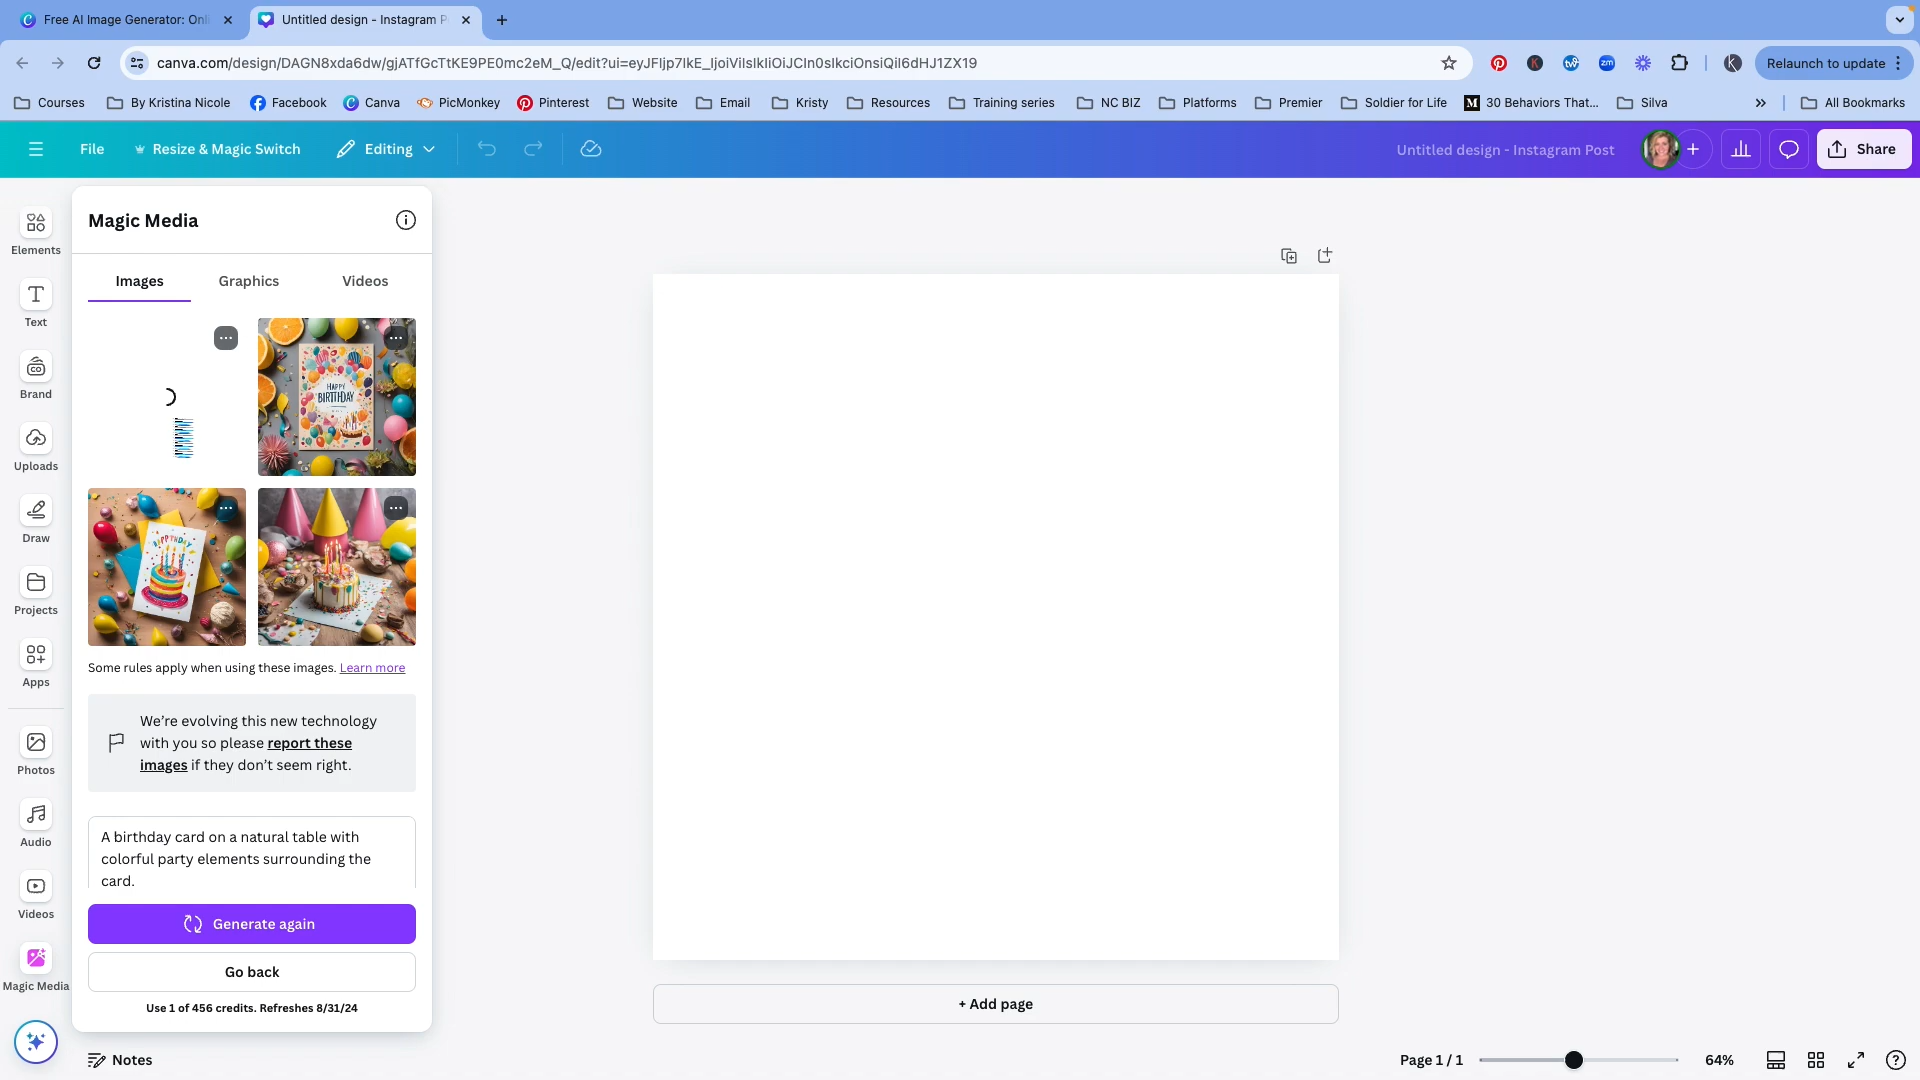 Free AI Image Generator: Onli
Untitled design - Instagram P
canva.com/design/DAGN8xda6dw/gjATfGcTtKE9PE0mc2eM_Q/edit?ui=eyJFIjp7IkE_IjoiViIsIkIiOiJCIn0sIkciOnsiQiI6dHJ1ZX19
Relaunch to update
Courses
By Kristina Nicole
Facebook
Canva
PicMonkey
Pinterest
Website
Email
Kristy
Resources
Training series
NC BIZ
Platforms
Premier
Soldier for Life
30 Behaviors That...
Silva
All Bookmarks
File
Resize & Magic Switch
Editing
Untitled design - Instagram Post
Share
Elements
Text
Brand
Uploads
Draw
Projects
Apps
Photos
Audio
Videos
Magic Media
Magic Media
Images
Graphics
Videos
HAPPY
BIRTTHDAY
Some rules apply when using these images. Learn more
We're evolving this new technology
with you so please report these
images if they don't seem right.
A birthday card on a natural table with
colorful party elements surrounding the
card.
Generate again
Go back
Use 1 of 456 credits. Refreshes 8/31/24
Notes
+ Add page
Page 1 / 1
64%